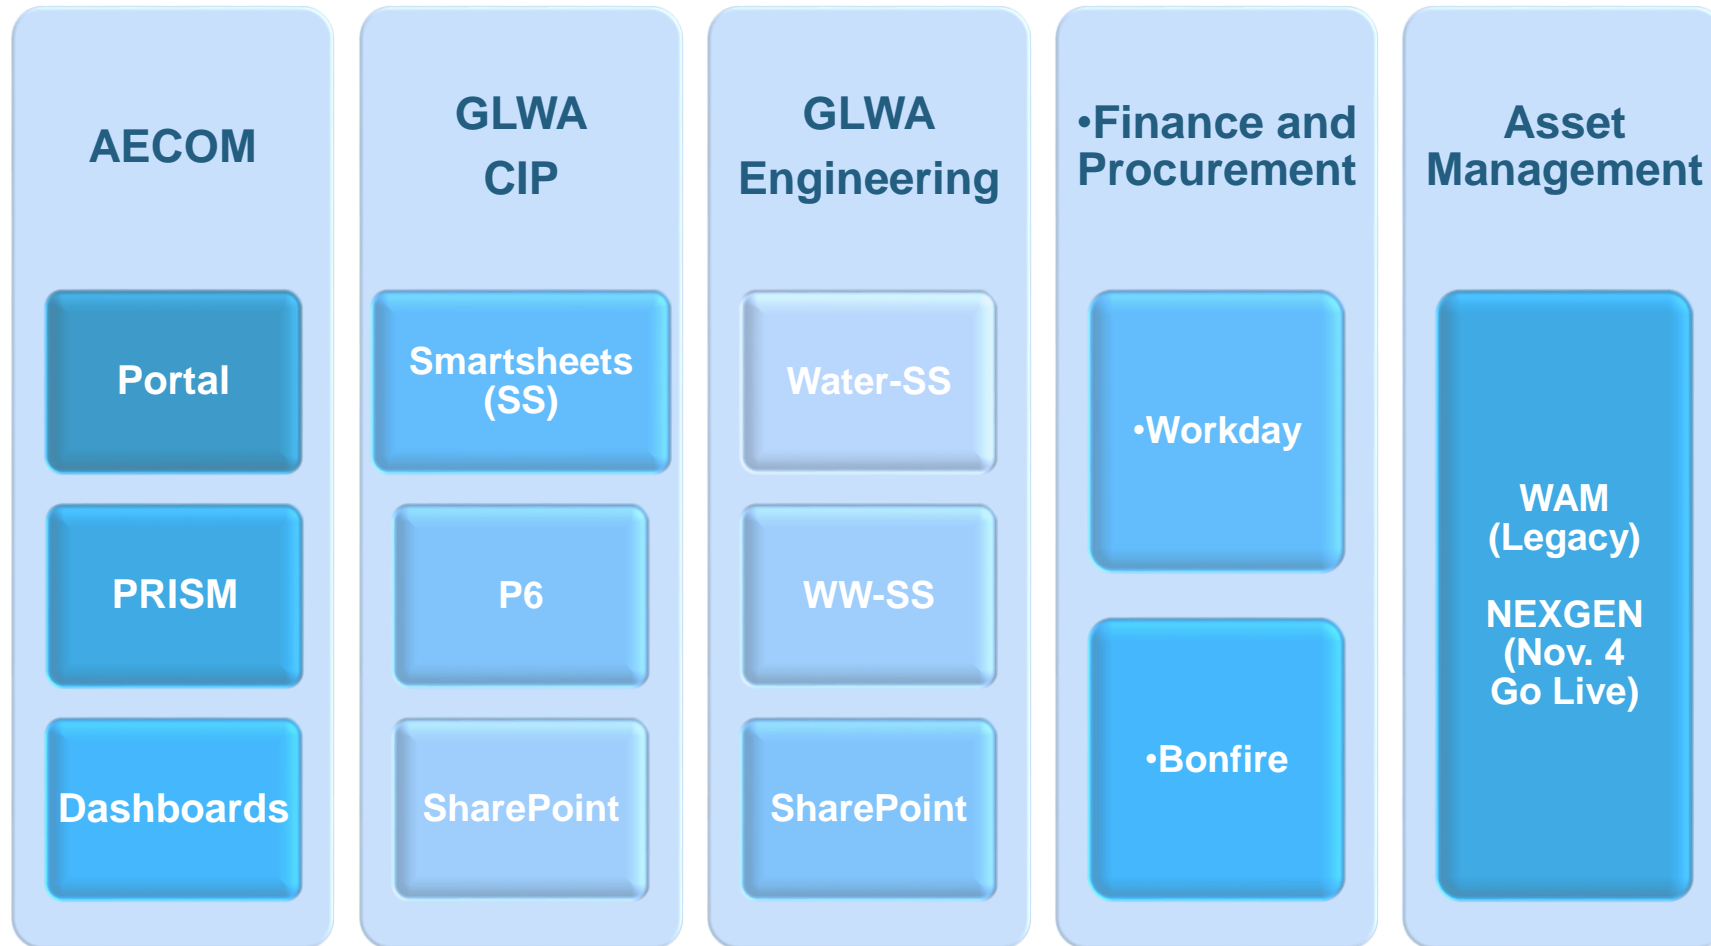 AECOM
Portal
PRISM
Dashboards
GLWA
CIP
Smartsheets
(SS)
P6
SharePoint
GLWA
Engineering
Water-SS
WW-SS
SharePoint
•Finance and
Procurement
•Workday
•Bonfire
Asset
Management
WAM
(Legacy)
NEXGEN
(Nov. 4
Go Live)